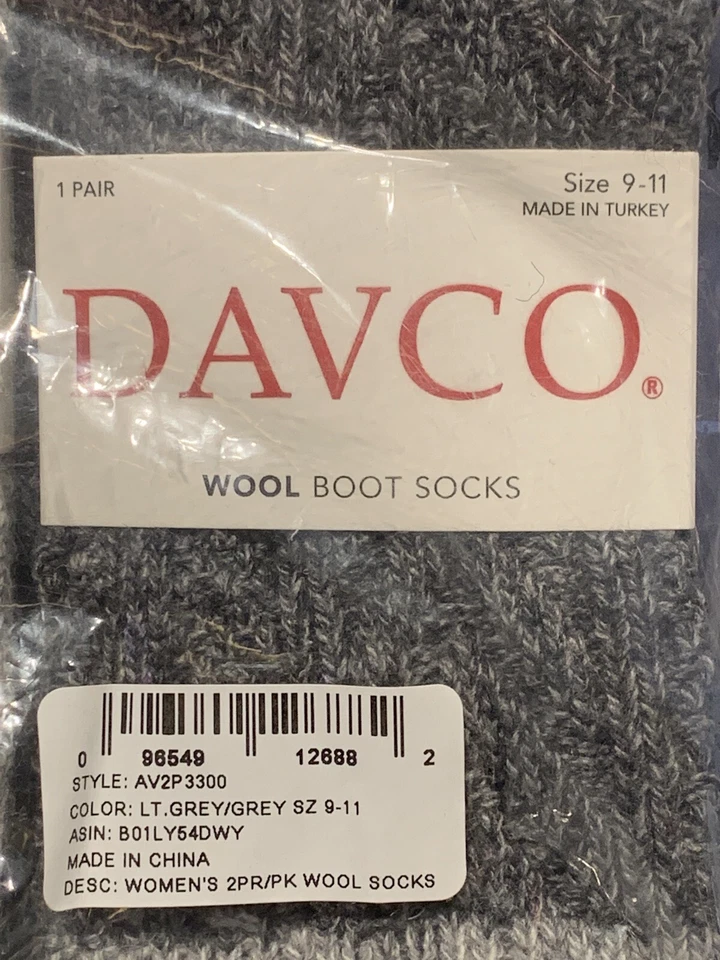 1 PAIR
Size 9-11
MADE IN TURKEY
DAVCO®
WOOL BOOT SOCKS
0 96549 12688 2
STYLE: AV2P3300
COLOR: LT.GREY/GREY SZ 9-11
ASIN: B01LY54DWY
MADE IN CHINA
DESC: WOMEN'S 2PR/PK WOOL SOCKS